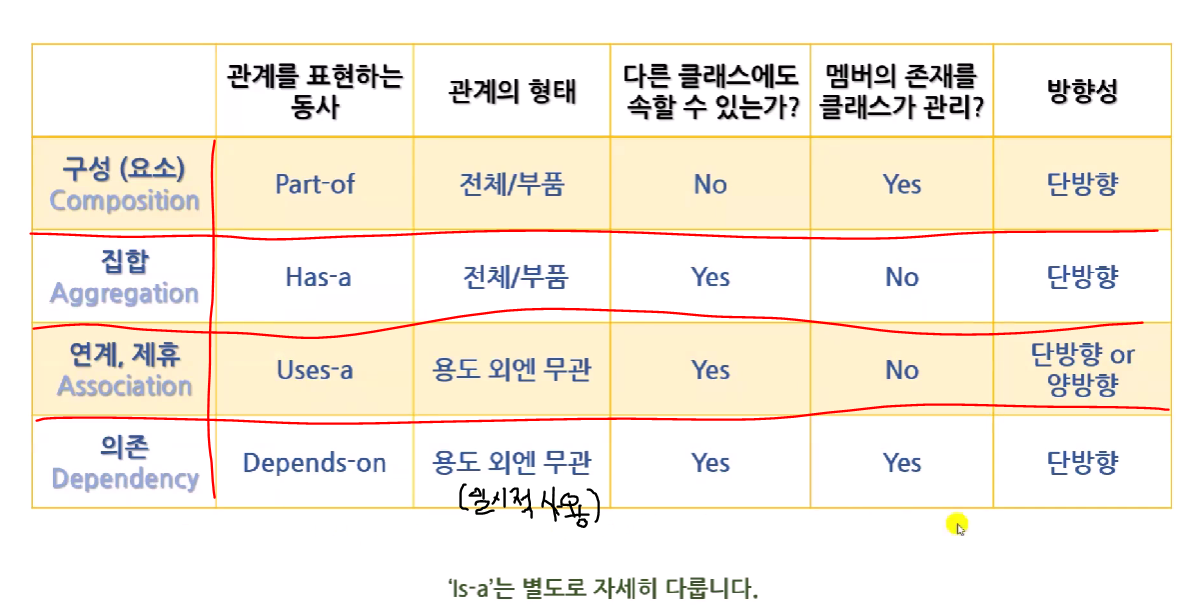 관계를 표현하는
동사
관계의 형태
다른 클래스에도
속할 수 있는가?
멤버의 존재를
클래스가 관리?
방향성
구성 (요소)
Composition
Part-of
전체/부품
No
Yes
단방향
집합
Aggregation
Has-a
전체/부품
Yes
No
단방향
연계, 제휴
Association
Uses-a
용도 외엔 무관
Yes
No
단방향 or
양방향
의존
Dependency
Depends-on
용도 외엔 무관
Yes
Yes
단방향
(일시적 사용)
‘Is-a’는 별도로 자세히 다룹니다.